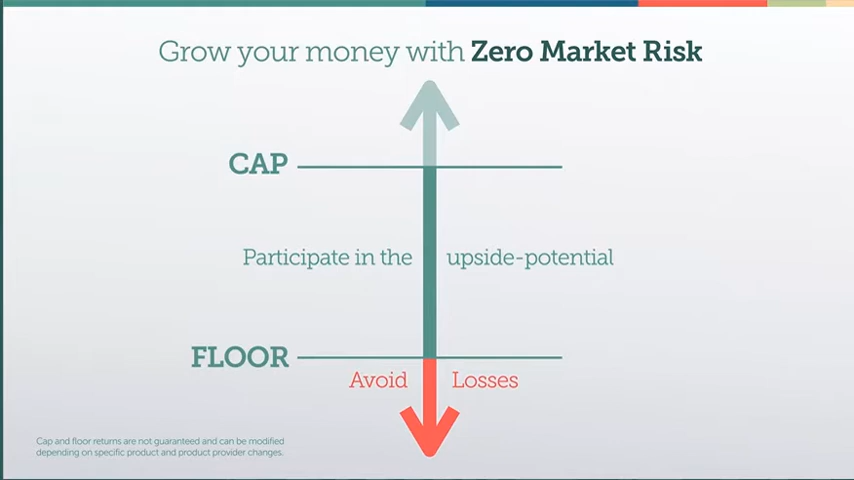 Grow your money with Zero Market Risk
CAP
Participate in the upside-potential
FLOOR
Avoid Losses
Cap and floor returns are not guaranteed and can be modified
depending on specific product and product provider changes.